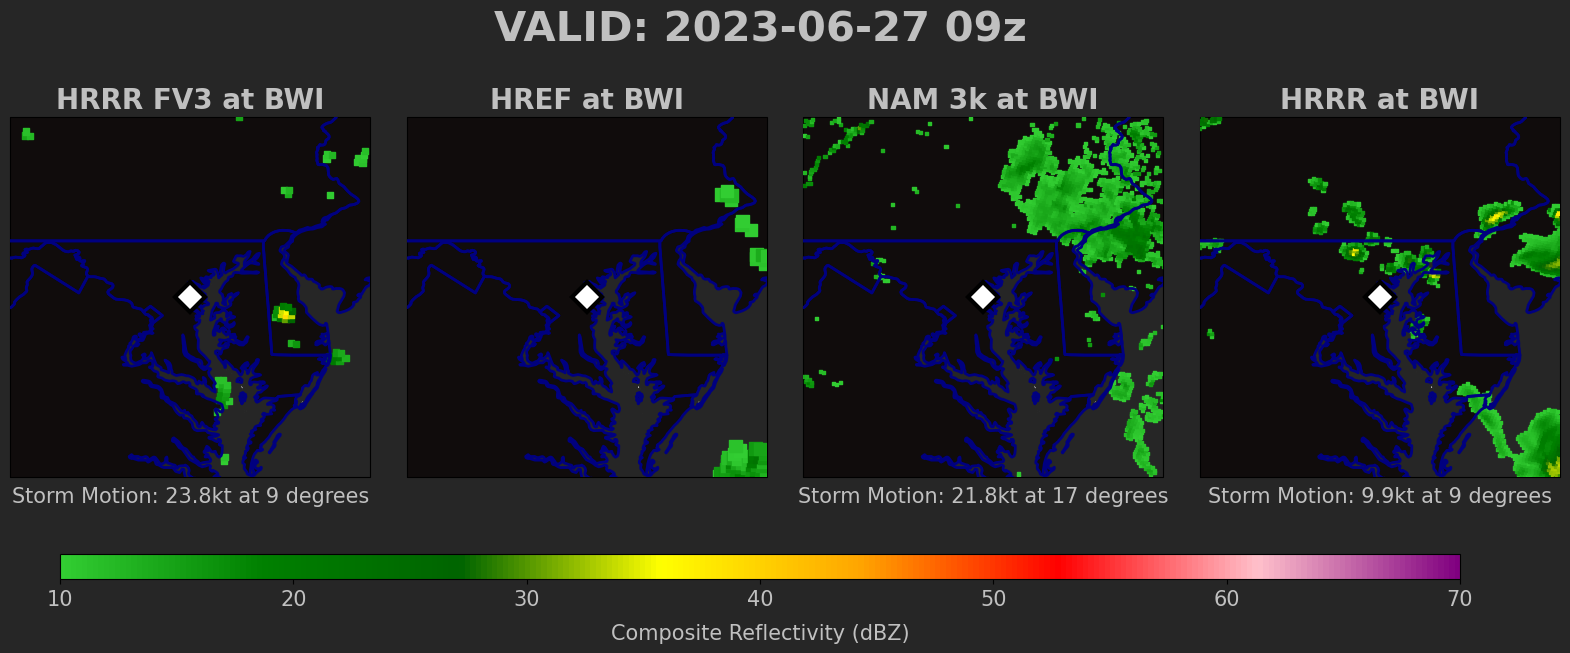 VALID: 2023-06-27 09z
HRRR FV3 at BWI
HREF at BWI
NAM 3k at BWI
HRRR at BWI
Storm Motion: 23.8kt at 9 degrees
Storm Motion: 21.8kt at 17 degrees
Storm Motion: 9.9kt at 9 degrees
10 20 30 40 50 60 70
Composite Reflectivity (dBZ)